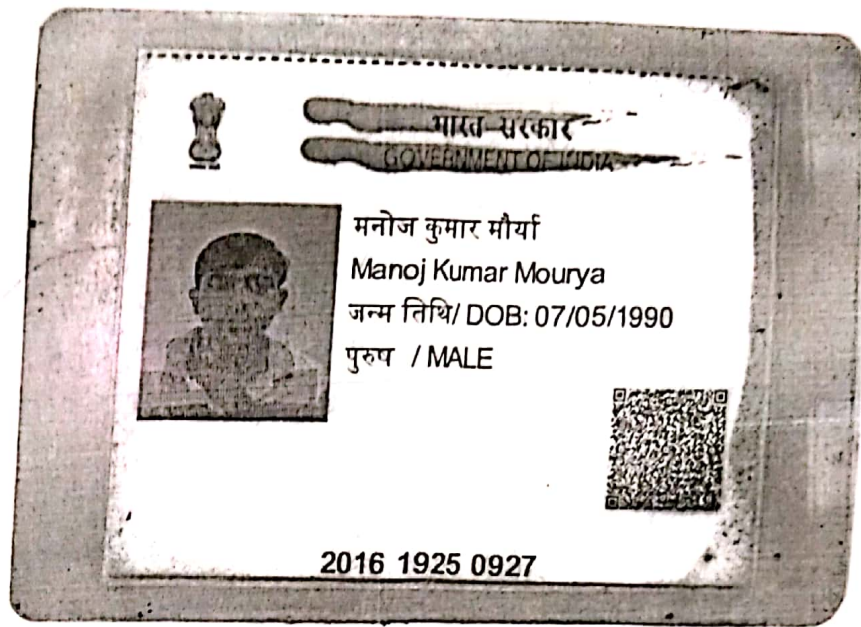 भारत सरकार
GOVERNMENT OF INDIA
मनोज कुमार मौर्या
Manoj Kumar Mourya
जन्म तिथि/ DOB: 07/05/1990
पुरुष / MALE
2016 1925 0927